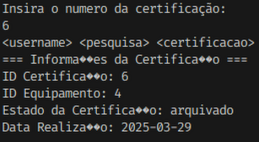 Insira o numero da certificação:
6
<username> <pesquisa> <certificacao>
=== Informa��es da Certifica��o ===
ID Certifica��o: 6
ID Equipamento: 4
Estado da Certifica��o: arquivado
Data Realiza��o: 2025-03-29